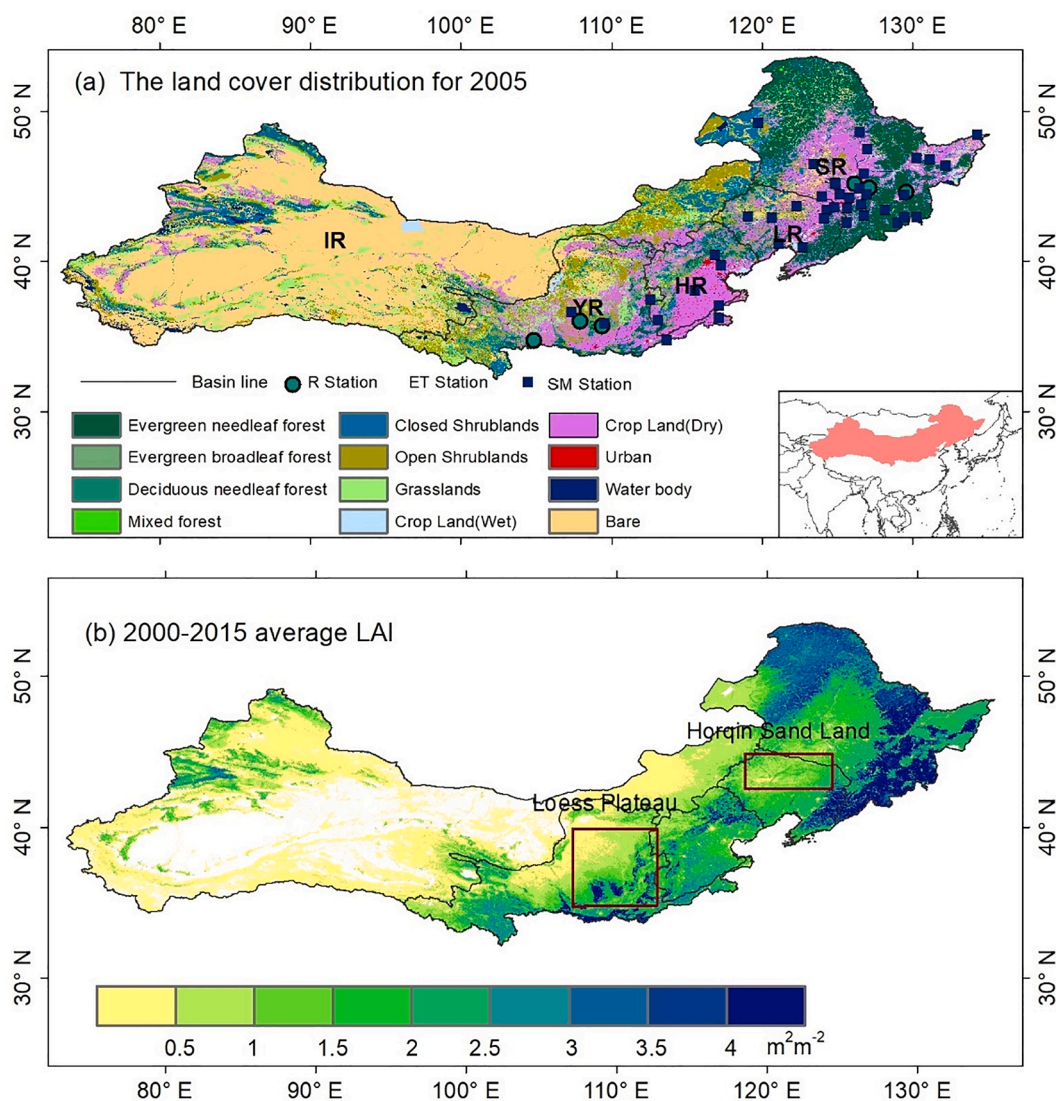 80° E 90° E 100° E 110° E 120° E 130° E
(a) The land cover distribution for 2005
50° N 50° N
SR
LR
IR
40° N 40° N
HR
YR
Basin line R Station ET Station SM Station
30° N 30° N
Evergreen needleaf forest Closed Shrublands Crop Land(Dry)
Evergreen broadleaf forest Open Shrublands Urban
Deciduous needleaf forest Grasslands Water body
Mixed forest Crop Land(Wet) Bare
80° E 90° E 100° E 110° E 120° E 130° E
(b) 2000-2015 average LAI
50° N 50° N
Horqin Sand Land
Loess Plateau
40° N 40° N
30° N 30° N
0.5 1 1.5 2 2.5 3 3.5 4 m²m⁻²
80° E 90° E 100° E 110° E 120° E 130° E